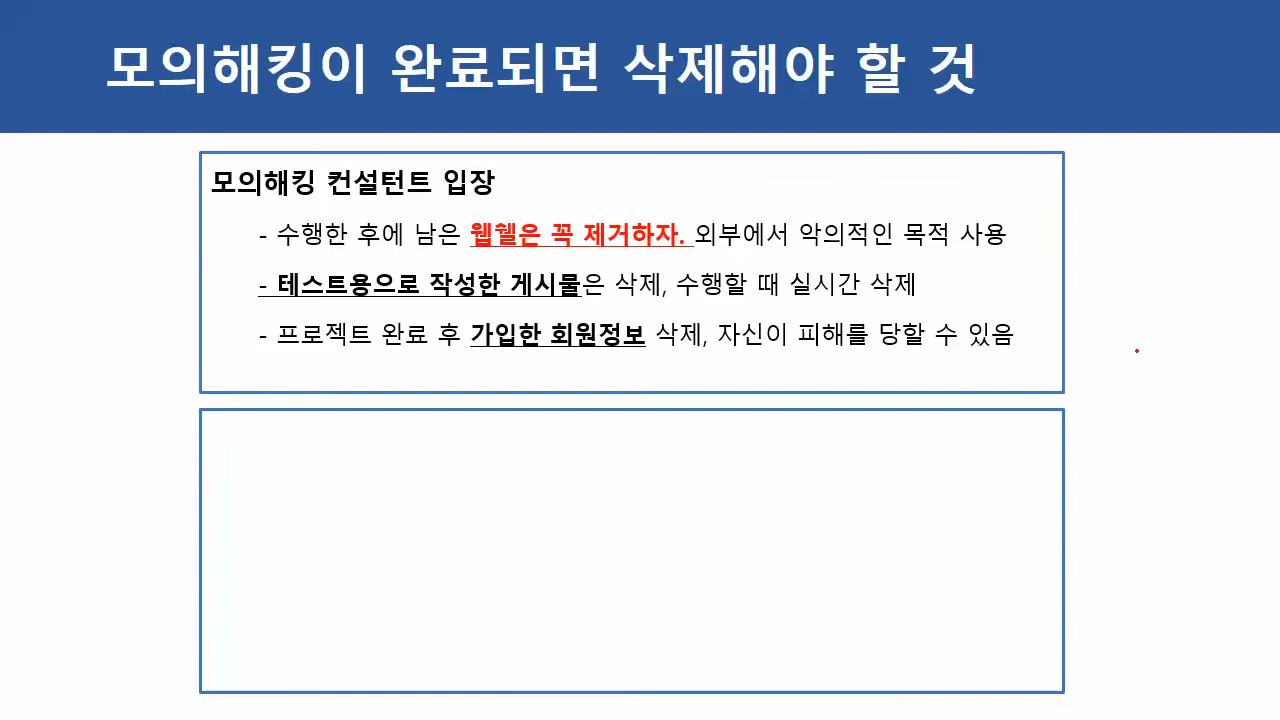 모의해킹이 완료되면 삭제해야 할 것
모의해킹 컨설턴트 입장
- 수행한 후에 남은 웹쉘은 꼭 제거하자. 외부에서 악의적인 목적 사용
- 테스트용으로 작성한 게시물은 삭제, 수행할 때 실시간 삭제
- 프로젝트 완료 후 가입한 회원정보 삭제, 자신이 피해를 당할 수 있음